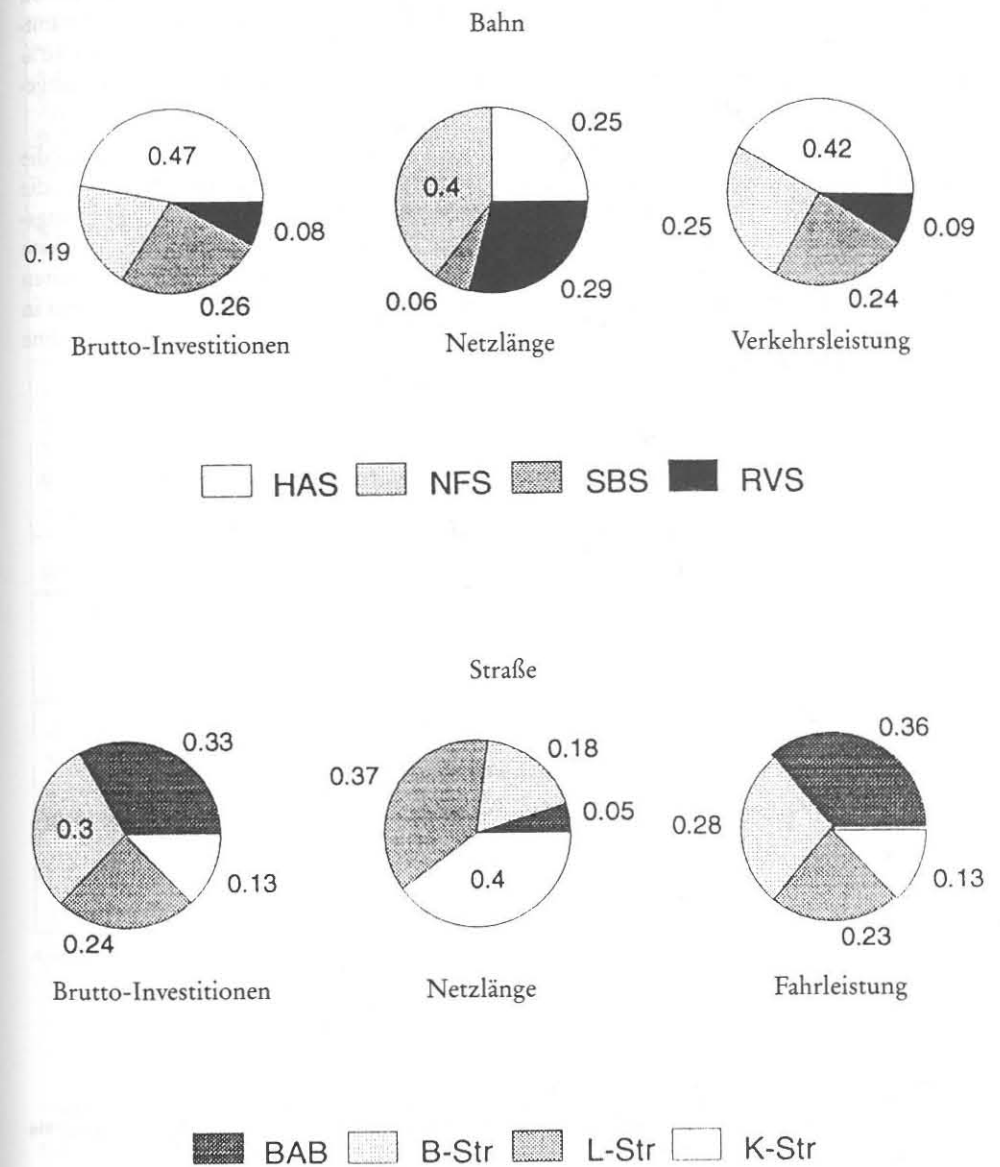 Bahn
0.47
0.19
0.26
0.08
Brutto-Investitionen
0.25
0.4
0.06
0.29
Netzlänge
0.42
0.25
0.24
0.09
Verkehrsleistung
HAS NFS SBS RVS
Straße
0.33
0.3
0.24
0.13
Brutto-Investitionen
0.37
0.18
0.05
0.4
Netzlänge
0.36
0.28
0.23
0.13
Fahrleistung
BAB B-Str L-Str K-Str